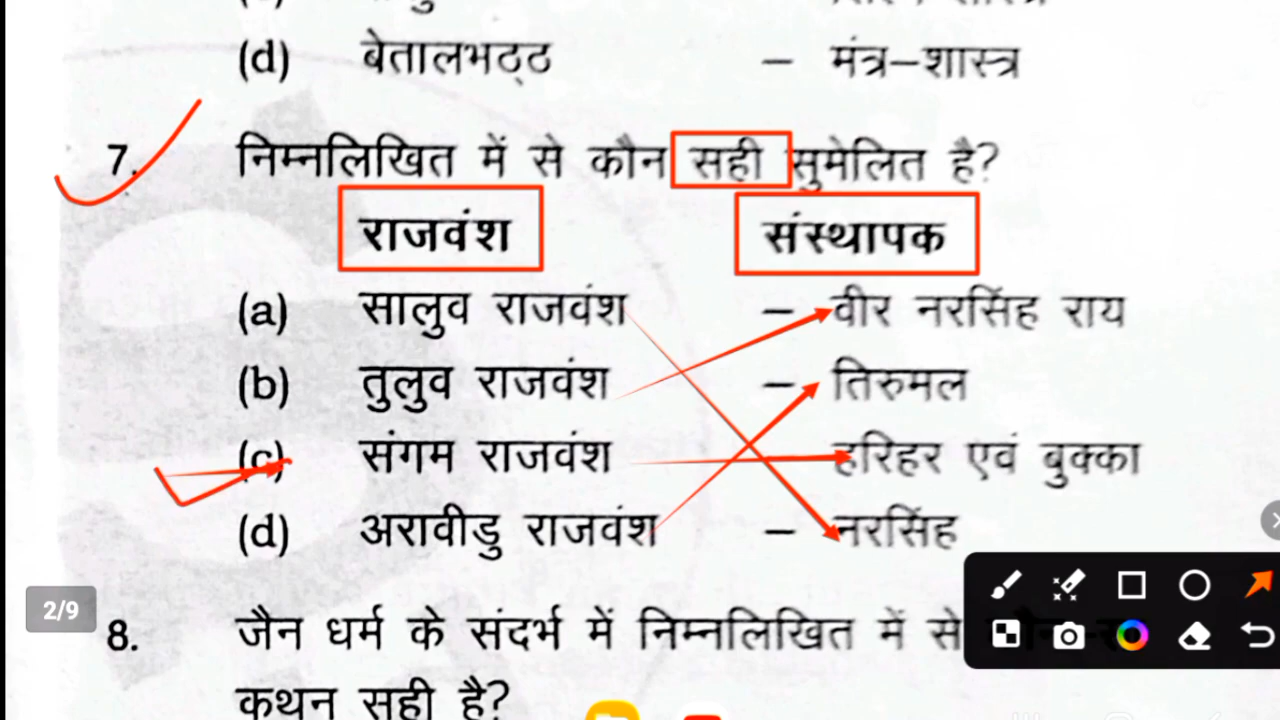 (d) बेतालभट्ट – मंत्र–शास्त्र
7. निम्नलिखित में से कौन सही सुमेलित है?
राजवंश संस्थापक
(a) सालुव राजवंश – वीर नरसिंह राय
(b) तुलुव राजवंश – तिरुमल
(c) संगम राजवंश हरिहर एवं बुक्का
(d) अरावीडु राजवंश – नरसिंह
2/9
8. जैन धर्म के संदर्भ में निम्नलिखित में से
कथन सही है?